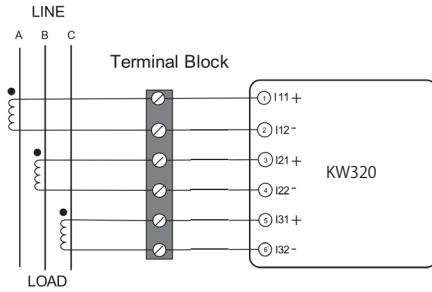 LINE
A B C
Terminal Block
1 I11+
2 I12-
3 I21+
4 I22-
5 I31+
6 I32-
KW320
LOAD